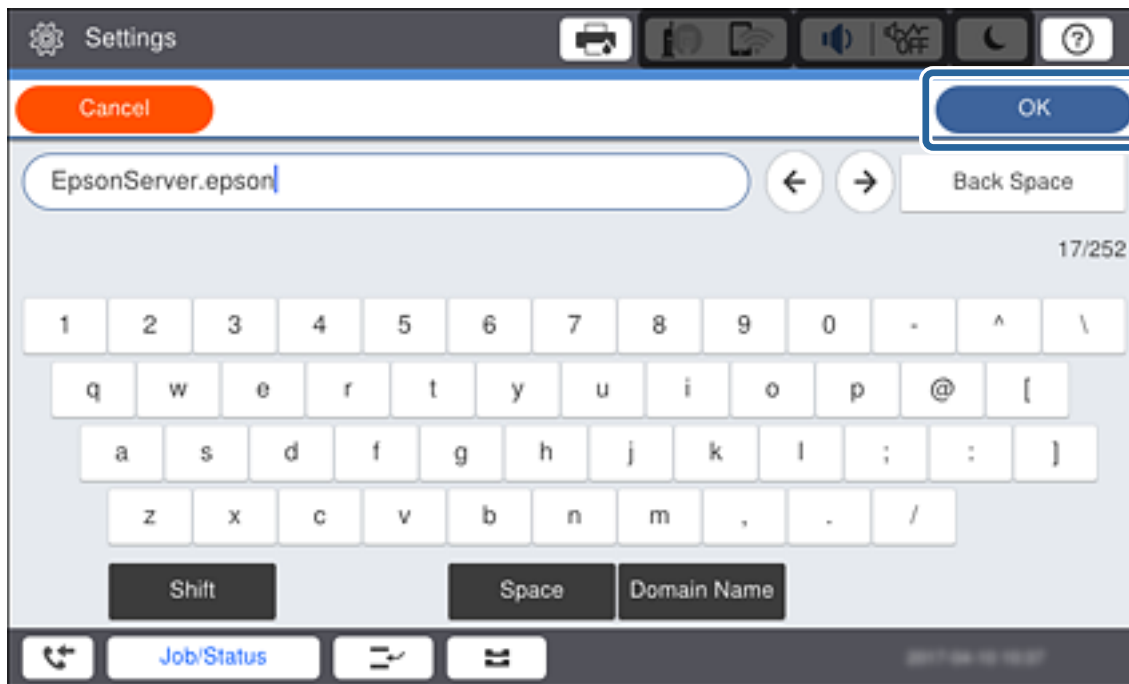 Settings
OFF
?
Cancel
OK
EpsonServer.epson
← → Back Space
17/252
1 2 3 4 5 6 7 8 9 0 - ^ \
q w e r t y u i o p @ [
a s d f g h j k l ; : ]
z x c v b n m , . /
Shift Space Domain Name
Job/Status